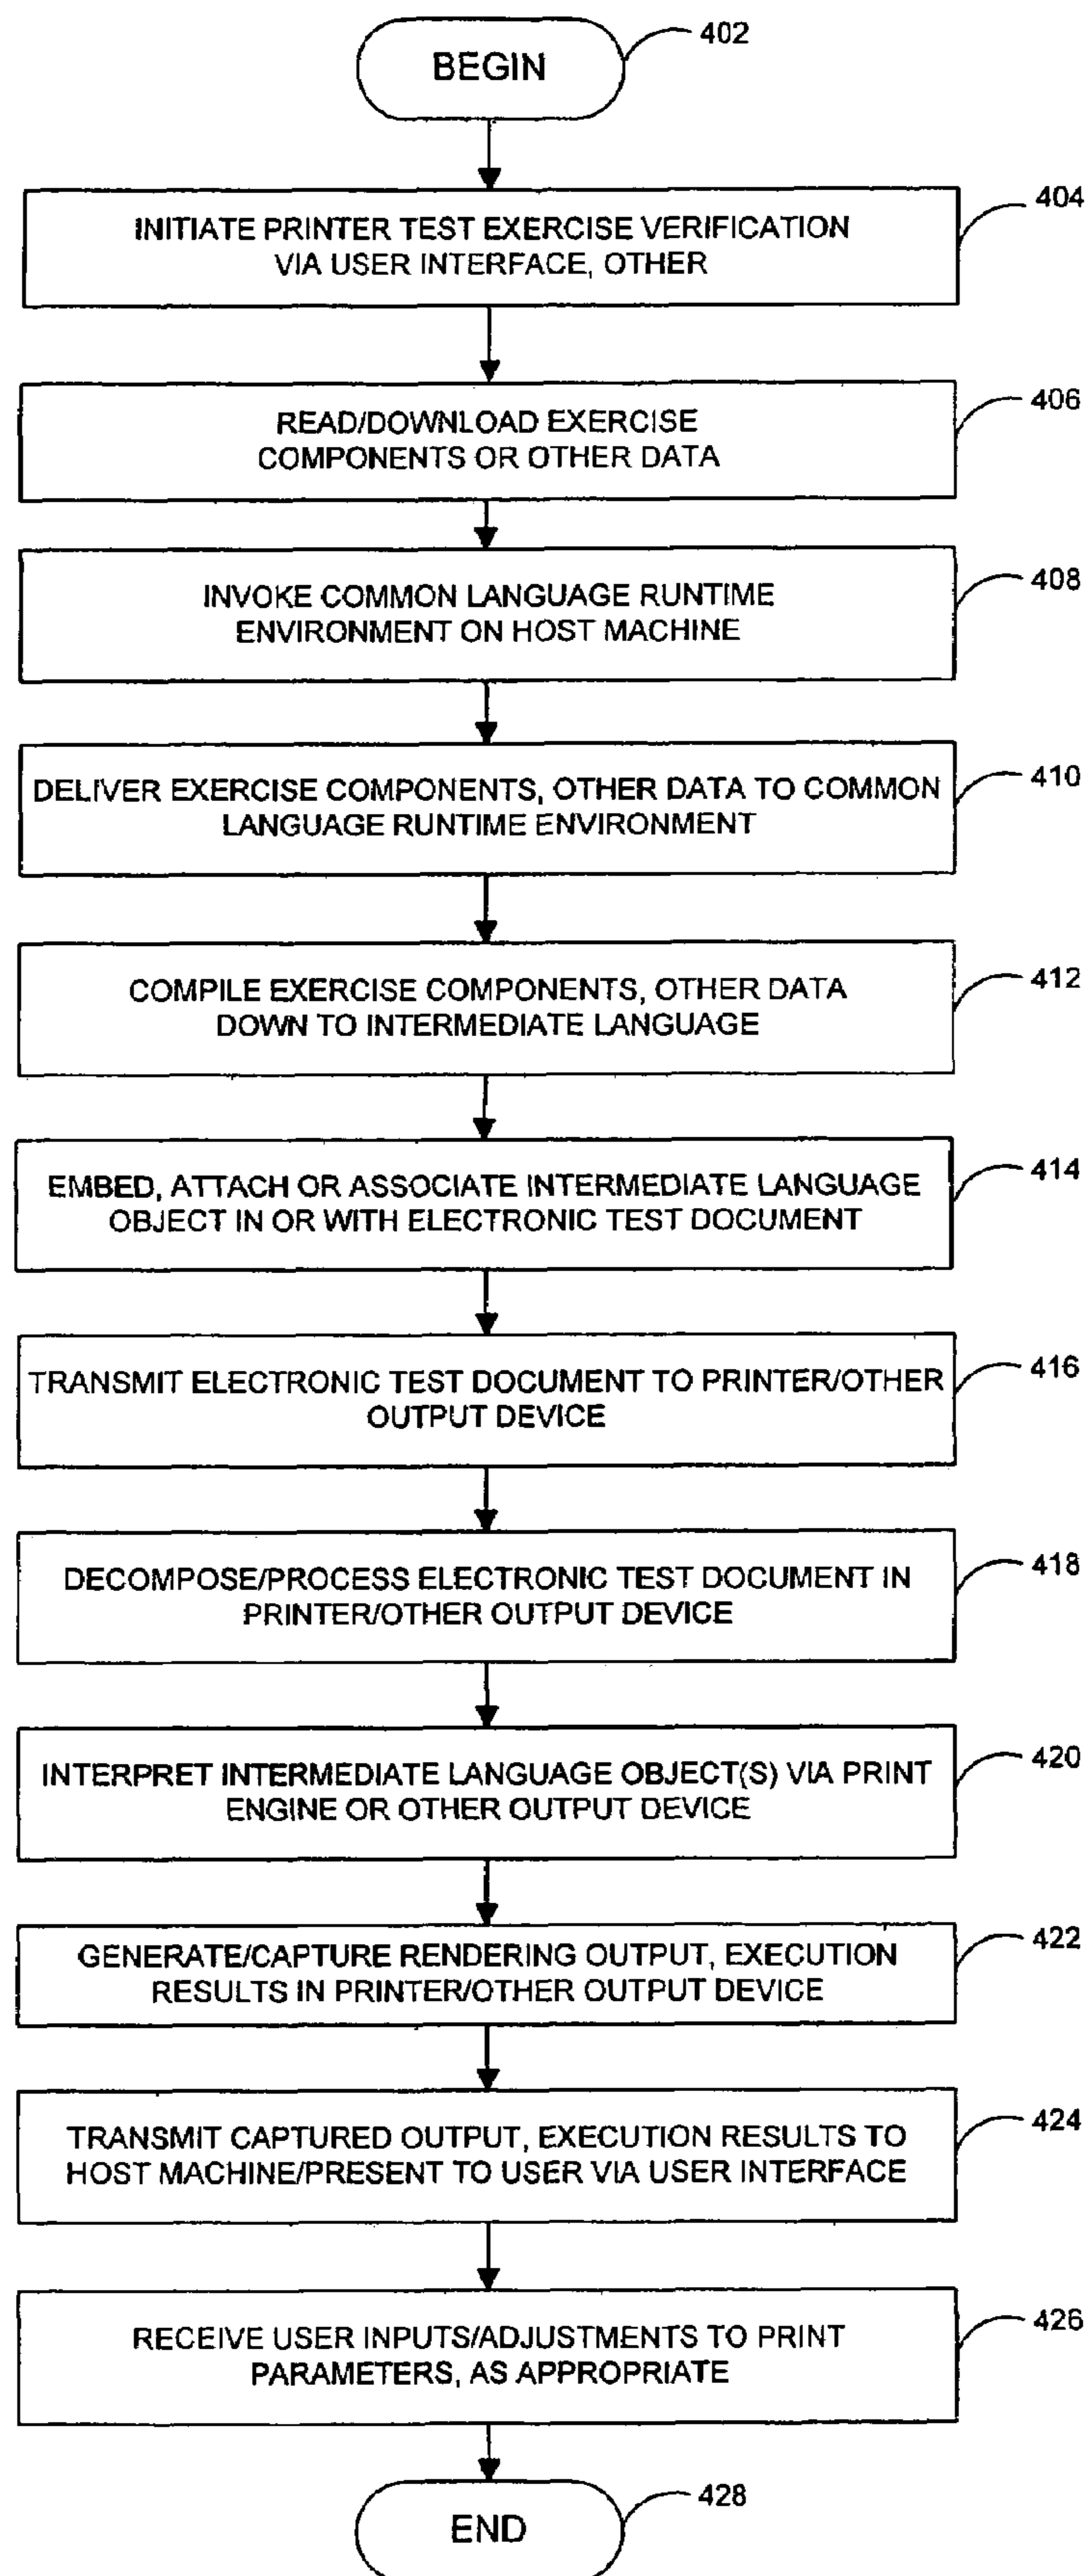 BEGIN
402
INITIATE PRINTER TEST EXERCISE VERIFICATION
VIA USER INTERFACE, OTHER
404
READ/DOWNLOAD EXERCISE
COMPONENTS OR OTHER DATA
406
INVOKE COMMON LANGUAGE RUNTIME
ENVIRONMENT ON HOST MACHINE
408
DELIVER EXERCISE COMPONENTS, OTHER DATA TO COMMON
LANGUAGE RUNTIME ENVIRONMENT
410
COMPILE EXERCISE COMPONENTS, OTHER DATA
DOWN TO INTERMEDIATE LANGUAGE
412
EMBED, ATTACH OR ASSOCIATE INTERMEDIATE LANGUAGE
OBJECT IN OR WITH ELECTRONIC TEST DOCUMENT
414
TRANSMIT ELECTRONIC TEST DOCUMENT TO PRINTER/OTHER
OUTPUT DEVICE
416
DECOMPOSE/PROCESS ELECTRONIC TEST DOCUMENT IN
PRINTER/OTHER OUTPUT DEVICE
418
INTERPRET INTERMEDIATE LANGUAGE OBJECT(S) VIA PRINT
ENGINE OR OTHER OUTPUT DEVICE
420
GENERATE/CAPTURE RENDERING OUTPUT, EXECUTION
RESULTS IN PRINTER/OTHER OUTPUT DEVICE
422
TRANSMIT CAPTURED OUTPUT, EXECUTION RESULTS TO
HOST MACHINE/PRESENT TO USER VIA USER INTERFACE
424
RECEIVE USER INPUTS/ADJUSTMENTS TO PRINT
PARAMETERS, AS APPROPRIATE
426
END
428